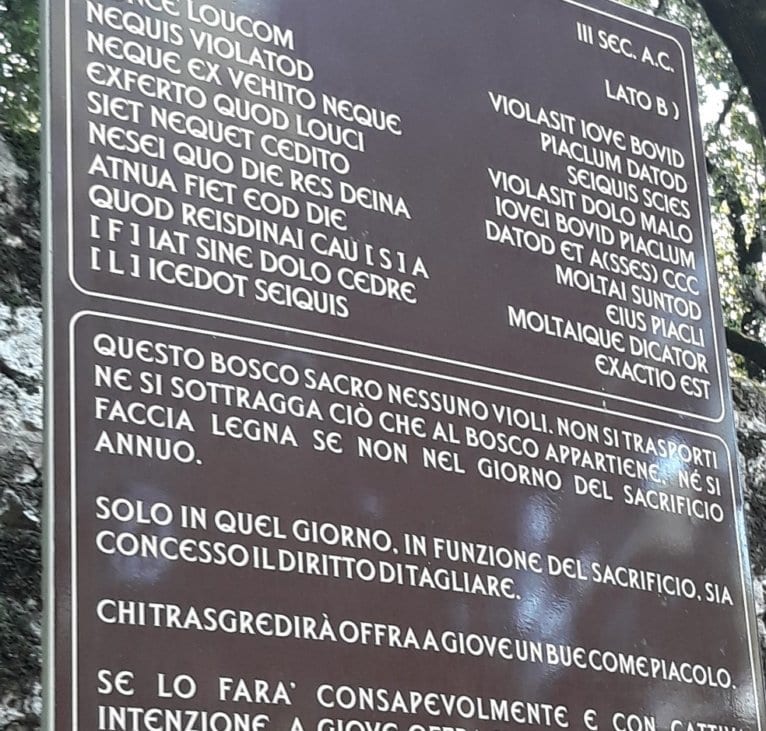 LOUCOM
NEQUIS VIOLATOD
NEQUE EX VEHITO NEQUE
EXFERTO QUOD LOUCI
SIET NEQUET CEDITO
NESEI QUO DIE RES DEINA
ATNUA FIET EOD DIE
QUOD REISDINAI CAU [ S ] A
[ F ] IAT SINE DOLO CEDRE
[ L ] ICEDOT SEIQUIS
III SEC. A.C.
LATO B )
VIOLASIT IOVE BOVID
PIACLUM DATOD
SEIQUIS SCIES
VIOLASIT DOLO MALO
IOVEI BOVID PIACLUM
DATOD ET A(SSES) CCC
MOLTAI SUNTOD
EIUS PIACLI
MOLTAIQUE DICATOR
EXACTIO EST
QUESTO BOSCO SACRO NESSUNO VIOLI. NON SI TRASPORTI
NE SI SOTTRAGGA CIÒ CHE AL BOSCO APPARTIENE. NÉ SI
FACCIA LEGNA SE NON NEL GIORNO DEL SACRIFICIO
ANNUO.
SOLO IN QUEL GIORNO, IN FUNZIONE DEL SACRIFICIO, SIA
CONCESSO IL DIRITTO DI TAGLIARE.
CHI TRASGREDIRÀ OFFRA A GIOVE UN BUE COME PIACOLO.
SE LO FARA' CONSAPEVOLMENTE E CON
INTENZIONE A GIOVE